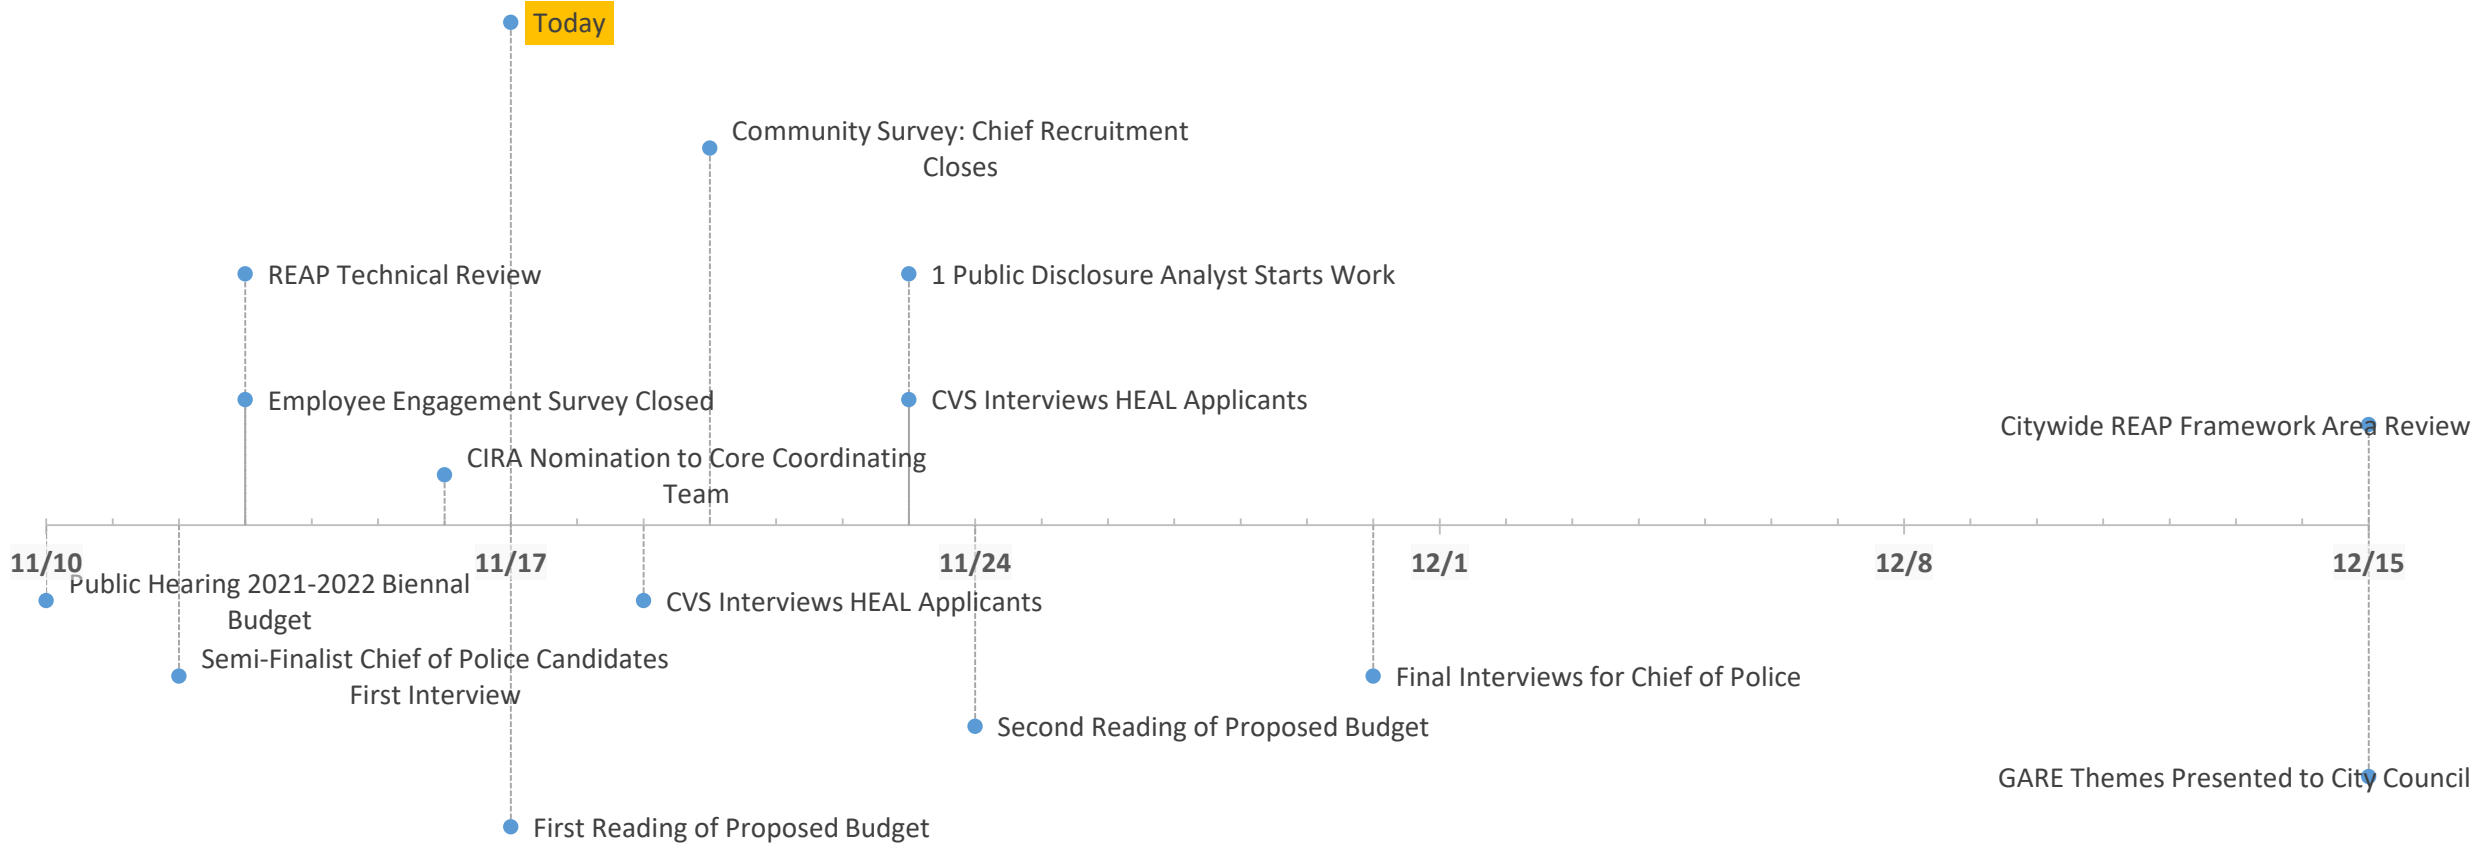 Today
Community Survey: Chief Recruitment
Closes
REAP Technical Review
1 Public Disclosure Analyst Starts Work
Employee Engagement Survey Closed
CVS Interviews HEAL Applicants
Citywide REAP Framework Area Review
CIRA Nomination to Core Coordinating
Team
11/10
11/17
11/24
12/1
12/8
12/15
Public Hearing 2021-2022 Biennal
Budget
CVS Interviews HEAL Applicants
Semi-Finalist Chief of Police Candidates
First Interview
Final Interviews for Chief of Police
Second Reading of Proposed Budget
GARE Themes Presented to City Council
First Reading of Proposed Budget